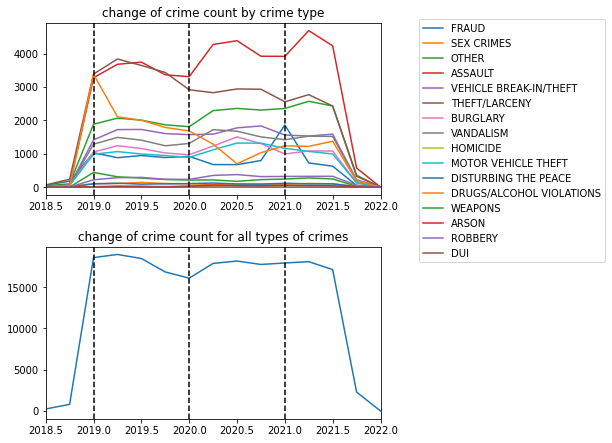 change of crime count by crime type
4000
3000
2000
1000
0
2018.5 2019.0 2019.5 2020.0 2020.5 2021.0 2021.5 2022.0
FRAUD
SEX CRIMES
OTHER
ASSAULT
VEHICLE BREAK-IN/THEFT
THEFT/LARCENY
BURGLARY
VANDALISM
HOMICIDE
MOTOR VEHICLE THEFT
DISTURBING THE PEACE
DRUGS/ALCOHOL VIOLATIONS
WEAPONS
ARSON
ROBBERY
DUI
change of crime count for all types of crimes
15000
10000
5000
0
2018.5 2019.0 2019.5 2020.0 2020.5 2021.0 2021.5 2022.0